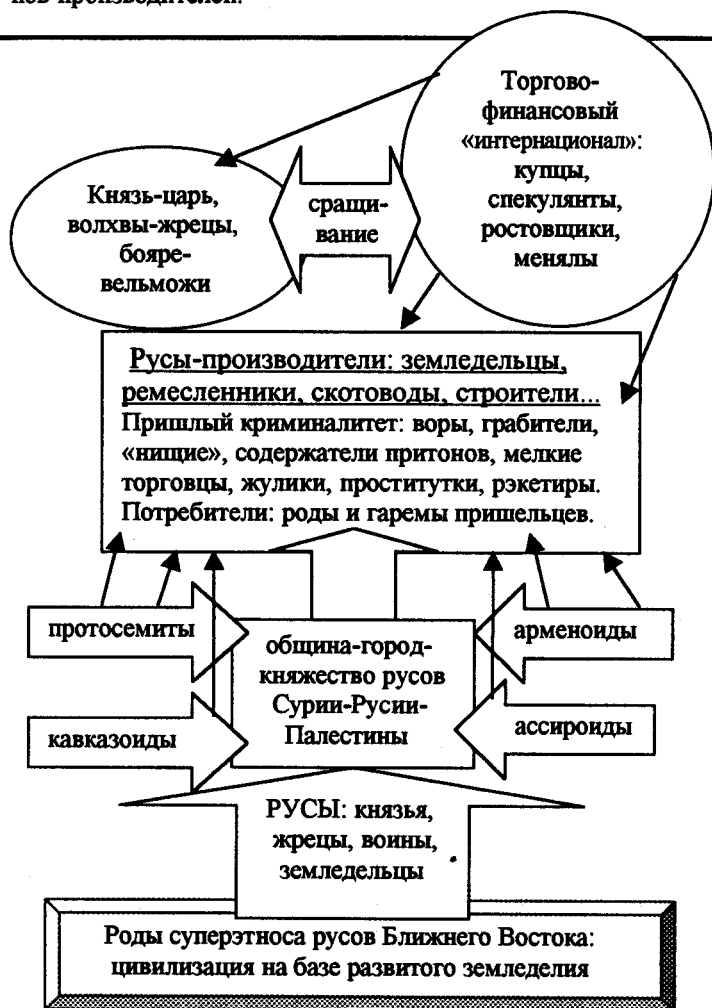 нов производителей.
Торгово-
финансовый
«интернационал»:
купцы,
спекулянты,
ростовщики,
менялы
Князь-царь,
волхвы-жрецы,
бояре-
вельможи
сращи-
вание
Русы-производители: земледельцы,
ремесленники, скотоводы, строители...
Пришлый криминалитет: воры, грабители,
«нищие», содержатели притонов, мелкие
торговцы, жулики, проститутки, рэкетиры.
Потребители: роды и гаремы пришельцев.
протосемиты
арменоиды
община-город-
княжество русов
Сурии-Русии-
Палестины
кавказоиды
ассироиды
РУСЫ: князья,
жрецы, воины,
земледельцы
Роды суперэтноса русов Ближнего Востока:
цивилизация на базе развитого земледелия